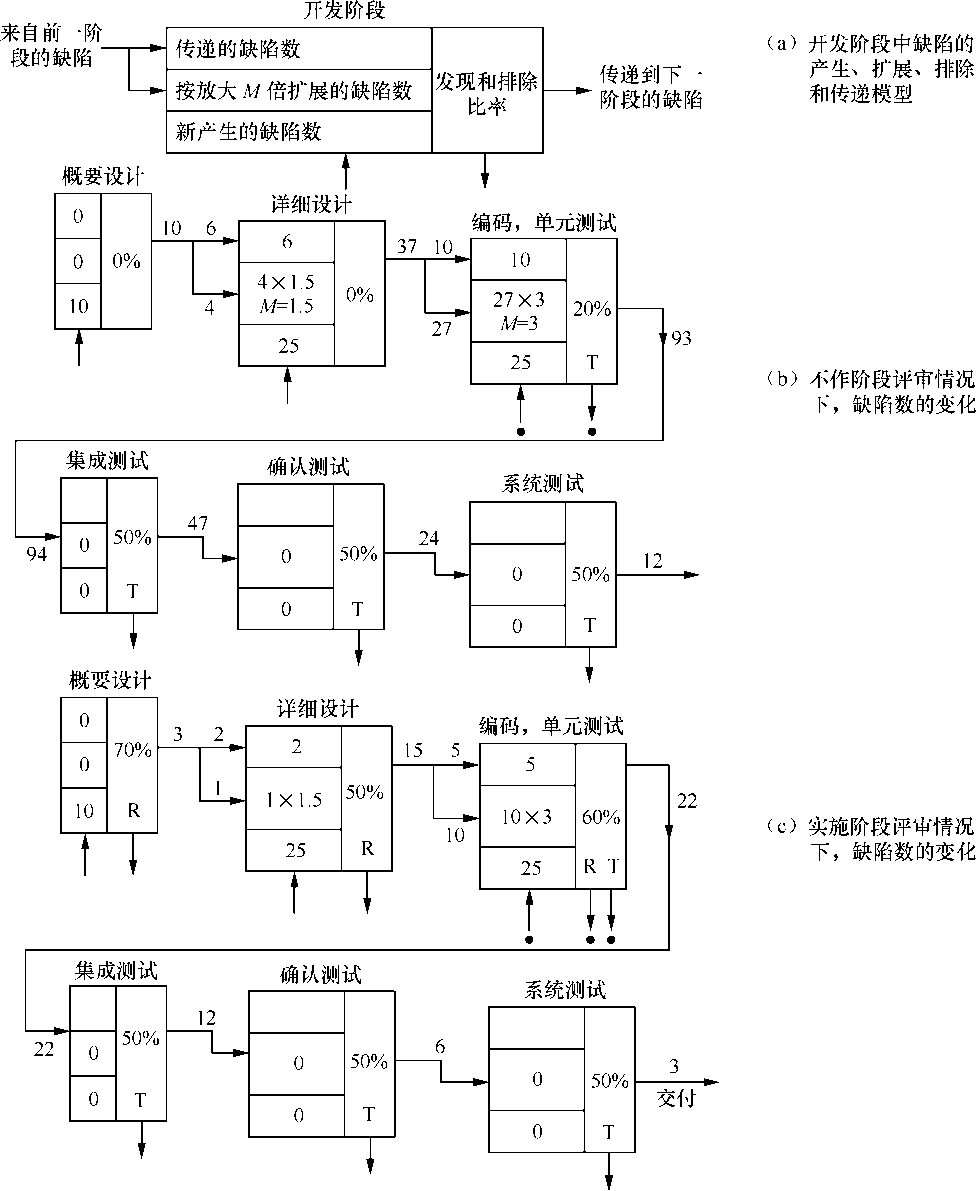 开发阶段
来自前一阶
段的缺陷
传递的缺陷数
按放大 M 倍扩展的缺陷数
新产生的缺陷数
发现和排除
比率
传递到下一
阶段的缺陷
（a）开发阶段中缺陷的
产生、扩展、排除
和传递模型
概要设计
0
0
10
0%
10
6
4
详细设计
6
4×1.5
M=1.5
25
0%
37
10
27
编码，单元测试
10
27×3
M=3
25
20%
T
93
（b）不作阶段评审情况
下，缺陷数的变化
94
集成测试
0
0
50%
T
47
确认测试
0
0
50%
T
24
系统测试
0
0
50%
T
12
概要设计
0
0
10
70%
R
3
2
1
详细设计
2
1×1.5
25
50%
R
15
5
10
编码，单元测试
5
10×3
25
60%
R T
22
（c）实施阶段评审情况
下，缺陷数的变化
22
集成测试
0
0
50%
T
12
确认测试
0
0
50%
T
6
系统测试
0
0
50%
T
3
交付